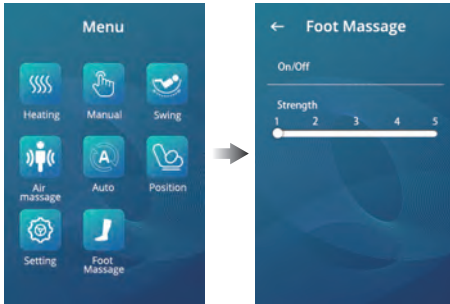 Menu
Heating Manual Swing
Air massage Auto Position
A
Setting Foot Massage
← Foot Massage
On/Off
Strength
1 2 3 4 5